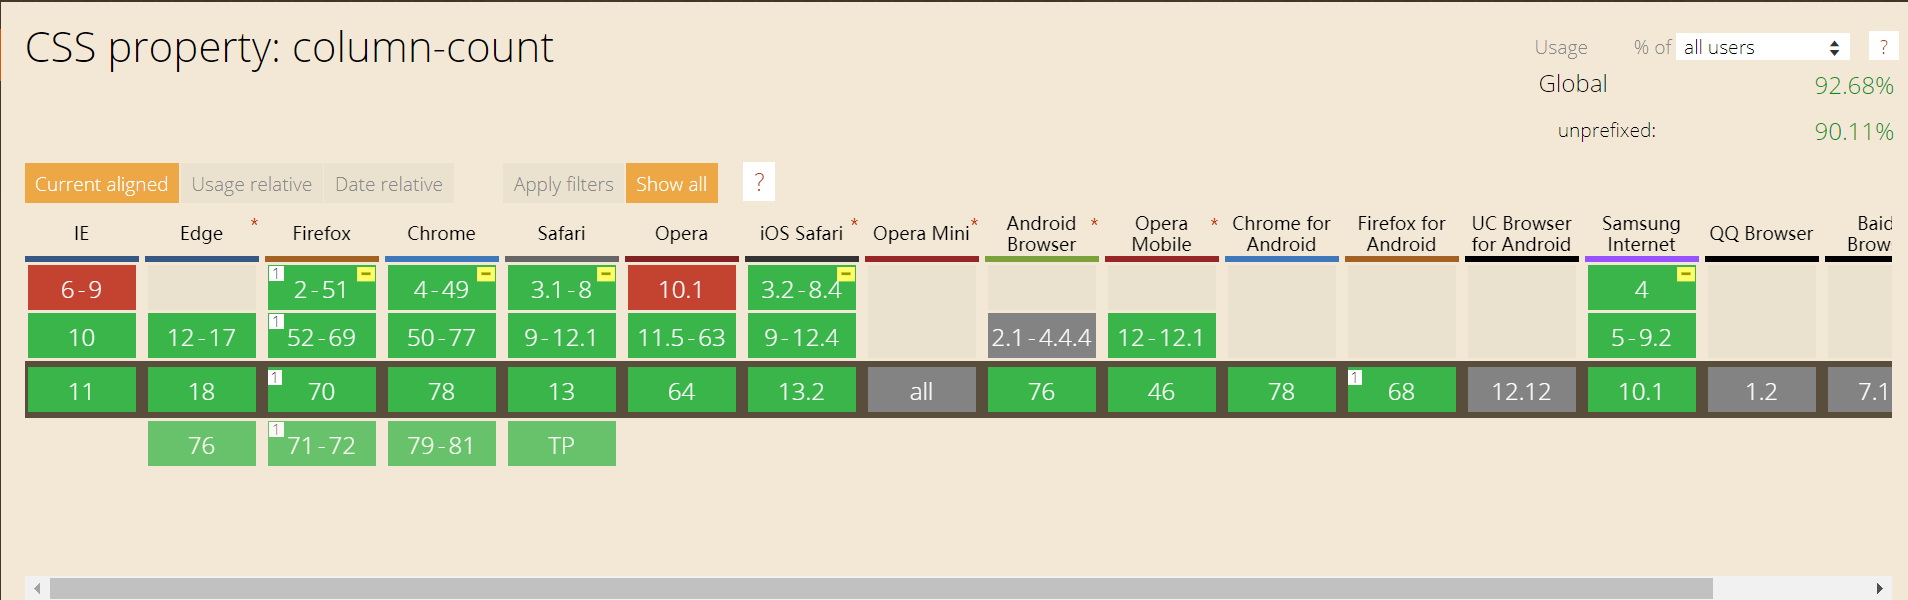 CSS property: column-count
Usage % of all users ?
Global 92.68%
unprefixed: 90.11%
Current aligned Usage relative Date relative Apply filters Show all ?
IE Edge * Firefox Chrome Safari Opera iOS Safari * Opera Mini * Android Browser * Opera Mobile * Chrome for Android Firefox for Android UC Browser for Android Samsung Internet QQ Browser
6-9 1 2-51 4-49 3.1-8 10.1 3.2-8.4 4
10 12-17 1 52-69 50-77 9-12.1 11.5-63 9-12.4 2.1-4.4.4 12-12.1 5-9.2
11 18 1 70 78 13 64 13.2 all 76 46 78 1 68 12.12 10.1 1.2 7.1
76 1 71-72 79-81 TP